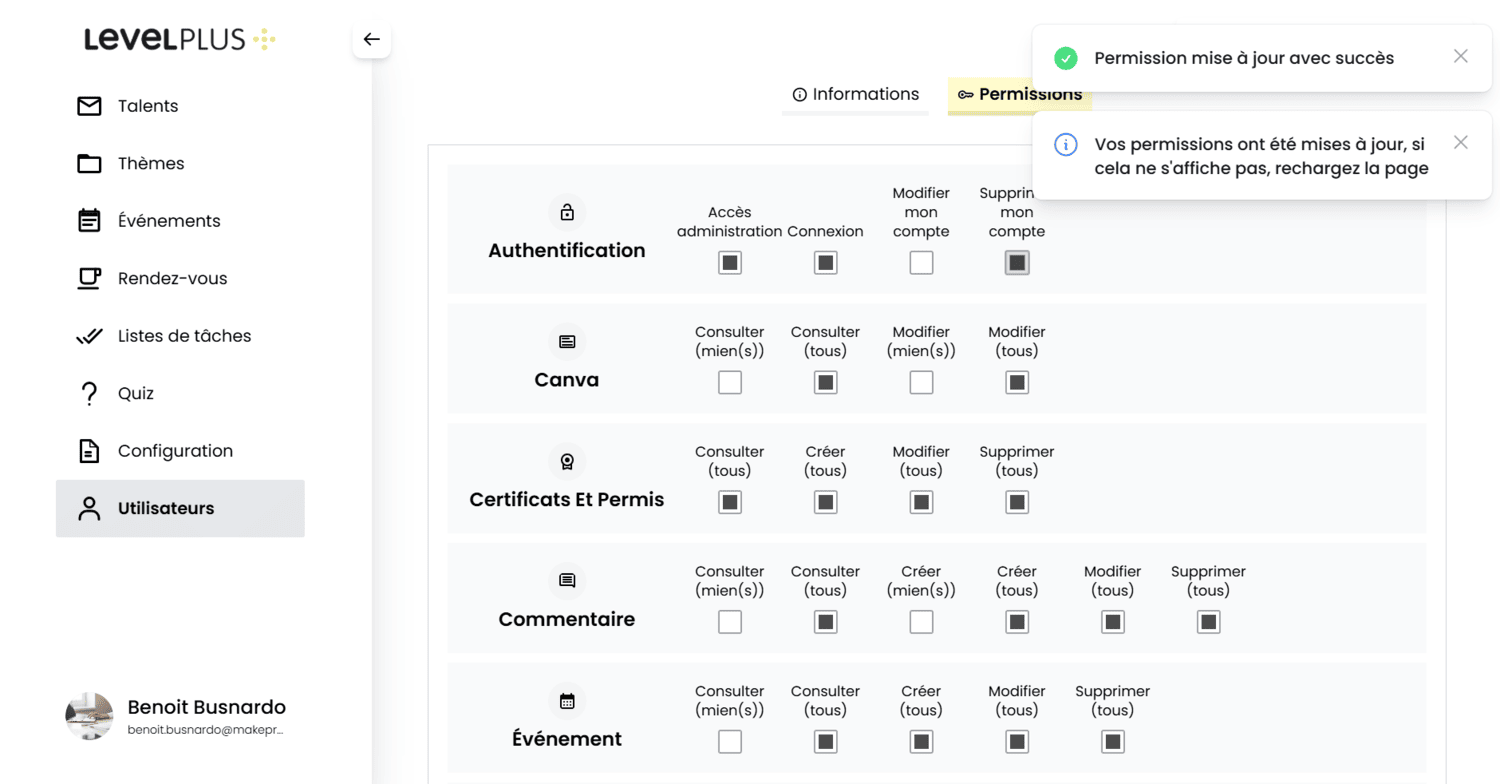 LEVELPLUS
Talents
Thèmes
Événements
Rendez-vous
Listes de tâches
Quiz
Configuration
Utilisateurs
Benoit Busnardo
benoit.busnardo@makepr...
Informations
Permissions
Permission mise à jour avec succès
Vos permissions ont été mises à jour, si
cela ne s'affiche pas, rechargez la page
Authentification
Accès
administration
Connexion
Modifier
mon
compte
mon
compte
Canva
Consulter
(mien(s))
Consulter
(tous)
Modifier
(mien(s))
Modifier
(tous)
Certificats Et Permis
Consulter
(tous)
Créer
(tous)
Modifier
(tous)
Supprimer
(tous)
Commentaire
Consulter
(mien(s))
Consulter
(tous)
Créer
(mien(s))
Créer
(tous)
Modifier
(tous)
Supprimer
(tous)
Événement
Consulter
(mien(s))
Consulter
(tous)
Créer
(tous)
Modifier
(tous)
Supprimer
(tous)